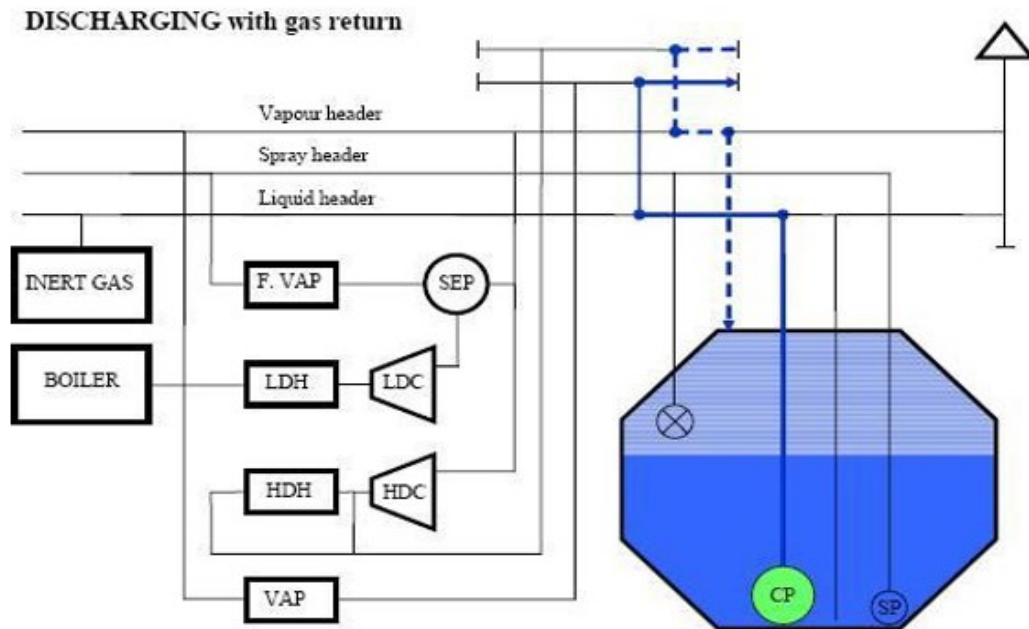 DISCHARGING with gas return
Vapour header
Spray header
Liquid header
INERT GAS
F. VAP
SEP
BOILER
LDH
LDC
HDH
HDC
VAP
CP
SP